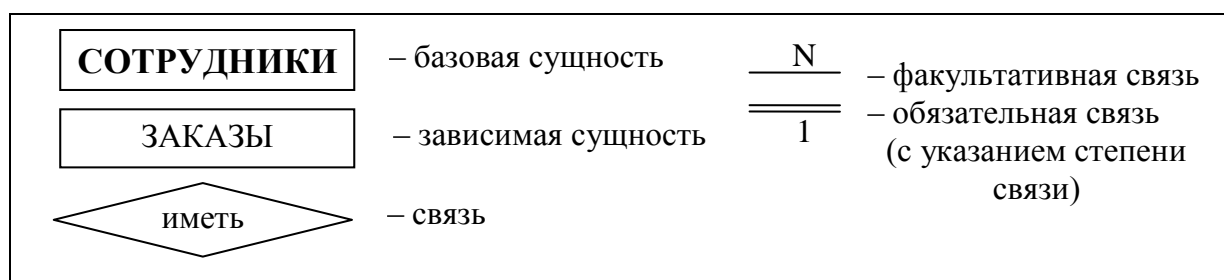 СОТРУДНИКИ – базовая сущность
ЗАКАЗЫ – зависимая сущность
иметь – связь
N – факультативная связь
1 – обязательная связь
(с указанием степени
связи)